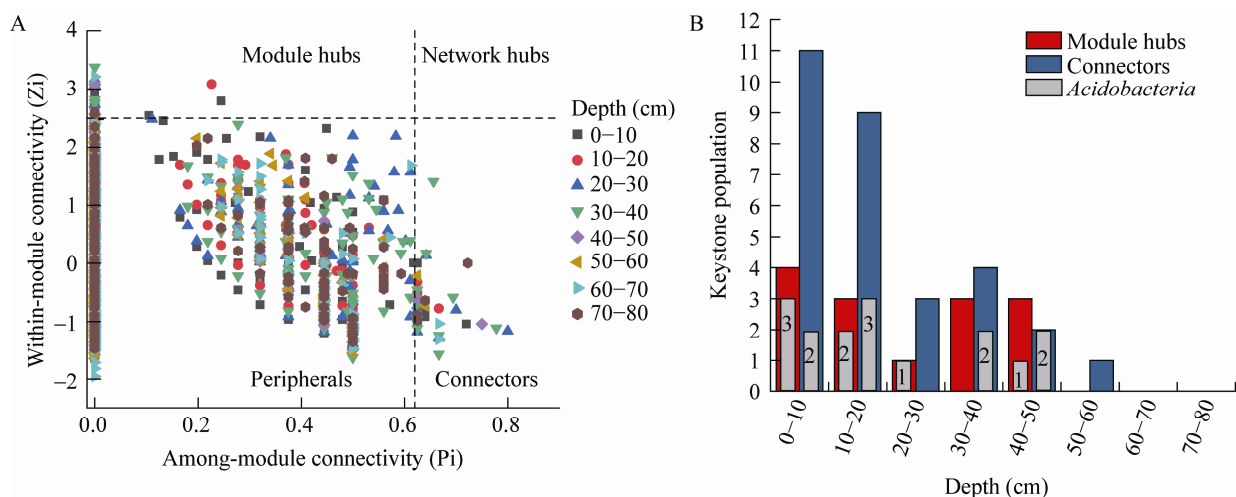 A
Within-module connectivity (Zi)
4
3
2
1
0
−1
−2
Module hubs
Network hubs
Peripherals
Connectors
0.0 0.2 0.4 0.6 0.8
Among-module connectivity (Pi)
Depth (cm)
0−10
10−20
20−30
30−40
40−50
50−60
60−70
70−80
B
Keystone population
12
11
10
9
8
7
6
5
4
3
2
1
0
Module hubs
Connectors
Acidobacteria
3 2 2 3 1 2 1 2
0−10 10−20 20−30 30−40 40−50 50−60 60−70 70−80
Depth (cm)